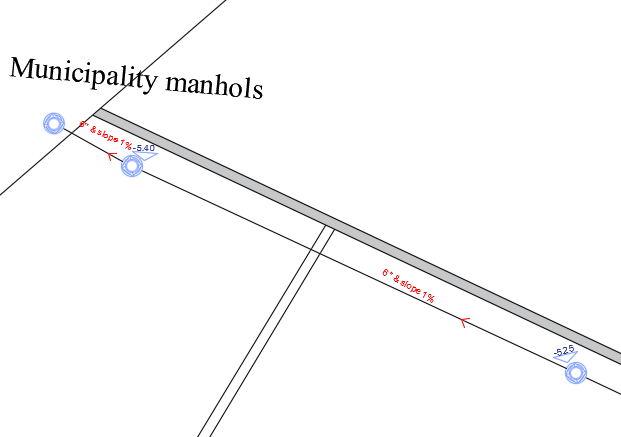 Municipality manhols
6" & slope 1%
-5.40
6" & slope 1%
-525